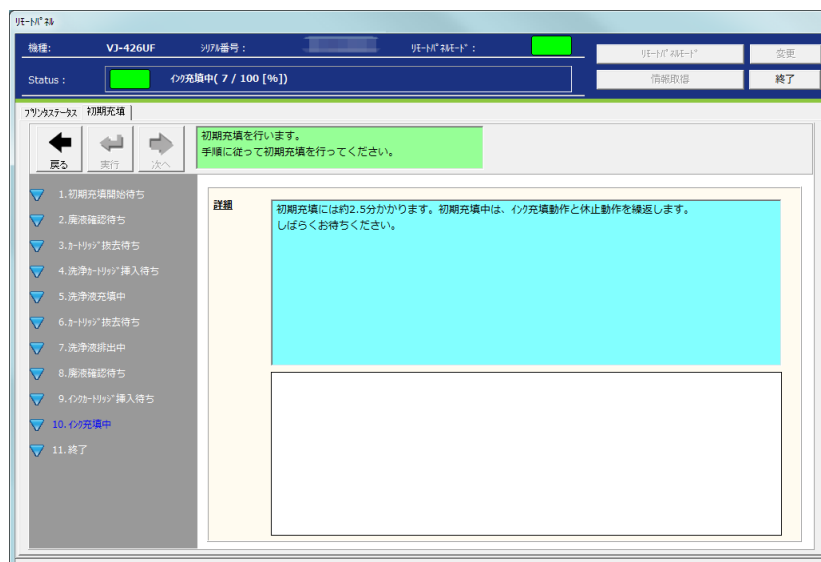 リモートパネル
機種: VJ-426UF シリアル番号: リモートパネルモード: リモートパネルモード 変更
Status: インク充填中( 7 / 100 [%]) 情報取得 終了
プリンタステータス 初期充填
戻る 実行 次へ
初期充填を行います。
手順に従って初期充填を行ってください。
1.初期充填開始待ち
2.廃液確認待ち
3.カートリッジ抜去待ち
4.洗浄カートリッジ挿入待ち
5.洗浄液充填中
6.カートリッジ抜去待ち
7.洗浄液排出中
8.廃液確認待ち
9.インクカートリッジ挿入待ち
10.インク充填中
11.終了
詳細
初期充填には約2.5分かかります。初期充填中は、インク充填動作と休止動作を繰返します。
しばらくお待ちください。